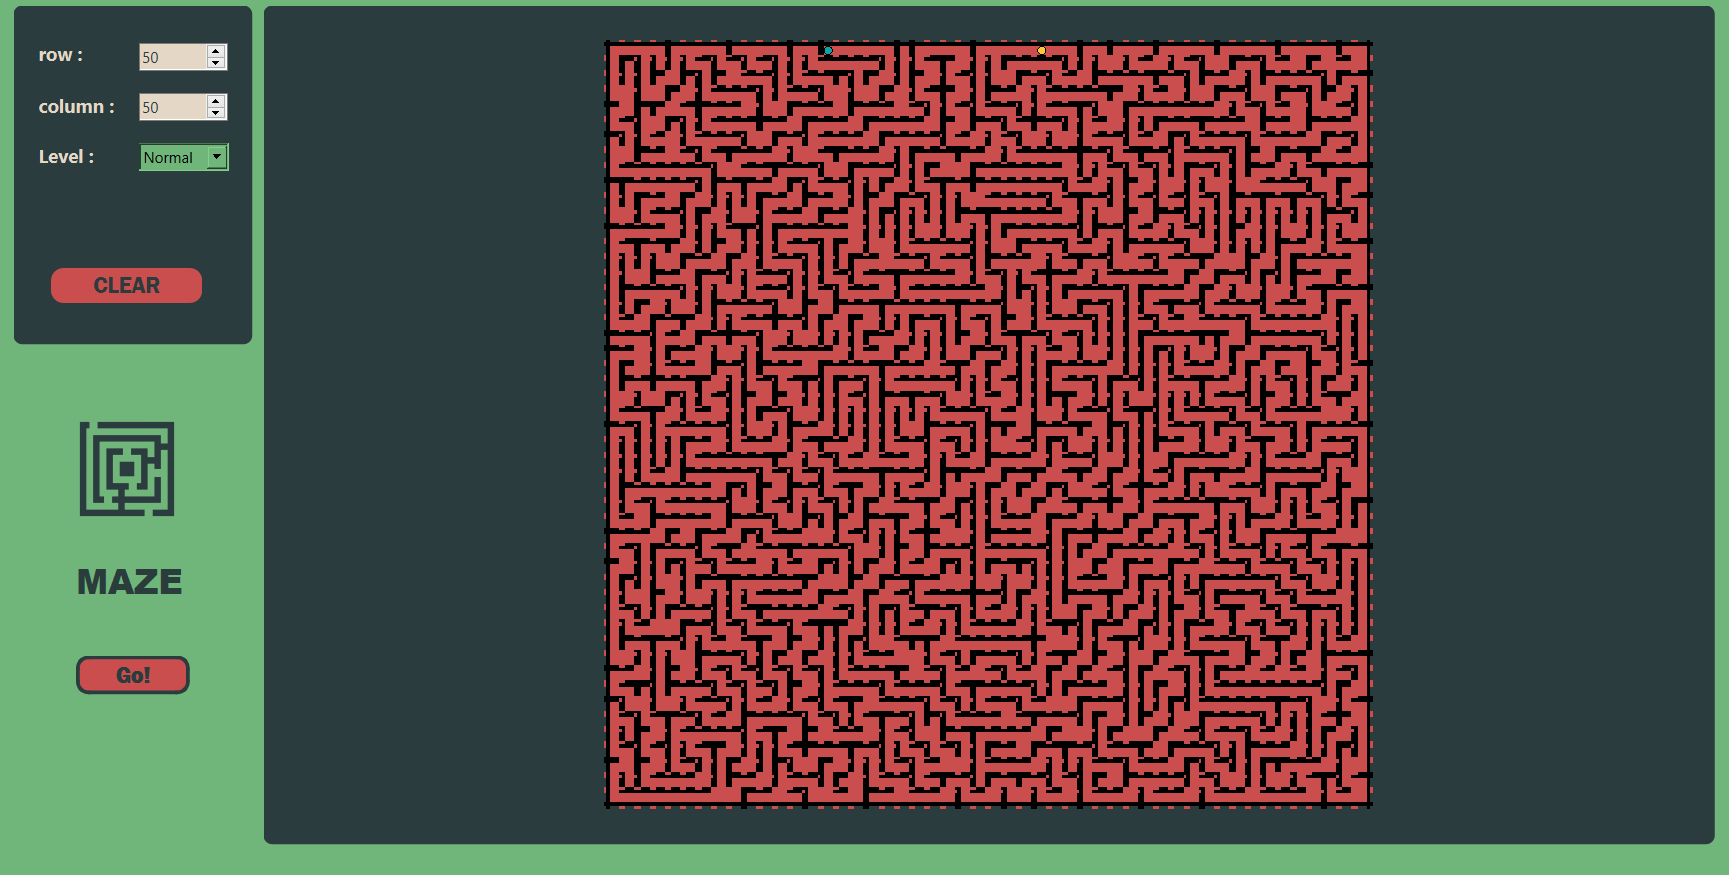 row :
50
column :
50
Level :
Normal
CLEAR
MAZE
Go!